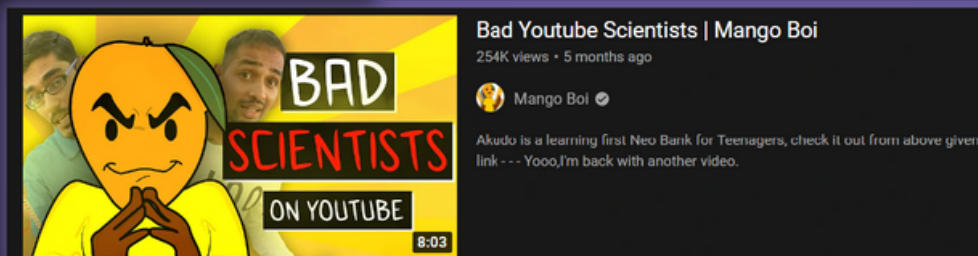 BAD
SCIENTISTS
ON YOUTUBE
8:03
Bad Youtube Scientists | Mango Boi
254K views • 5 months ago
Mango Boi
Akudo is a learning first Neo Bank for Teenagers, check it out from above given
link - - - Yooo,I'm back with another video.